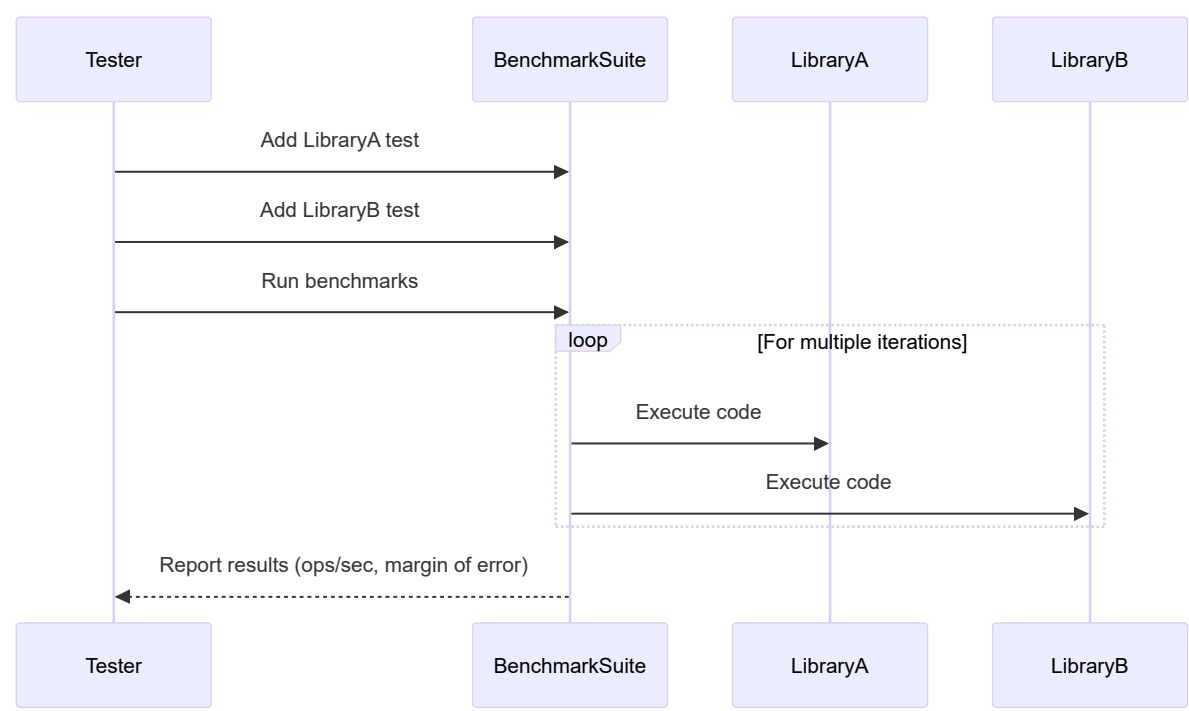 Tester
BenchmarkSuite
LibraryA
LibraryB
Add LibraryA test
Add LibraryB test
Run benchmarks
loop
[For multiple iterations]
Execute code
Execute code
Report results (ops/sec, margin of error)
Tester
BenchmarkSuite
LibraryA
LibraryB